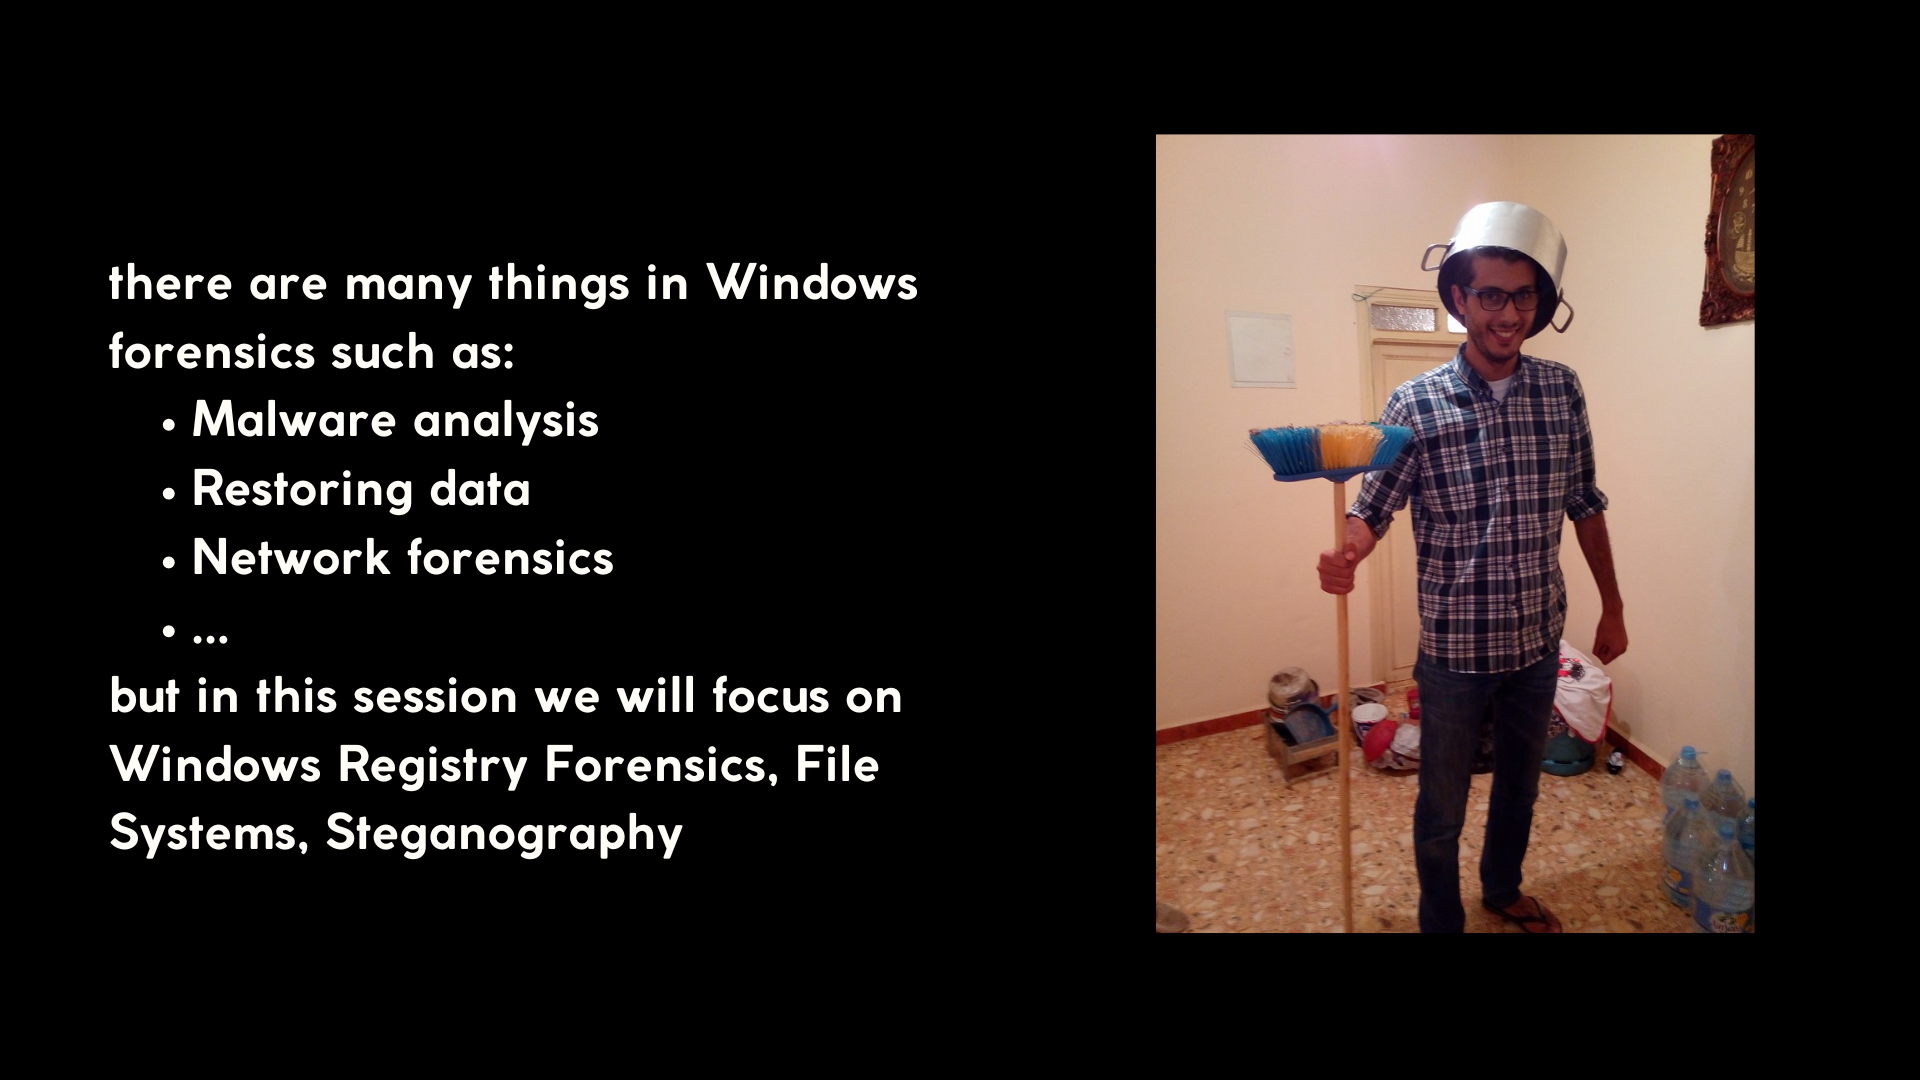 there are many things in Windows
forensics such as:
• Malware analysis
• Restoring data
• Network forensics
• ...
but in this session we will focus on
Windows Registry Forensics, File
Systems, Steganography